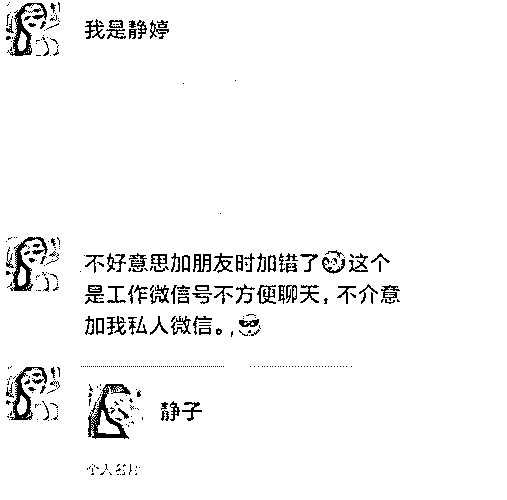 我是静婷
不好意思加朋友时加错了这个
是工作微信号不方便聊天，不介意
加我私人微信。
静子
个人名片